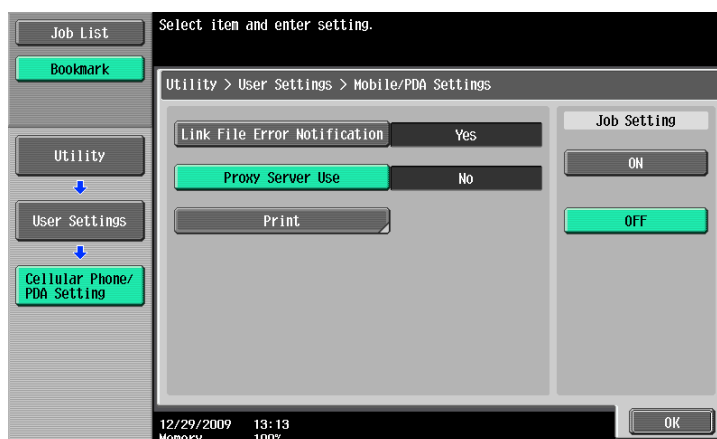 Job List
Bookmark
Utility
User Settings
Cellular Phone/
PDA Setting
Select item and enter setting.
Utility > User Settings > Mobile/PDA Settings
Link File Error Notification Yes
Proxy Server Use No
Print
Job Setting
ON
OFF
12/29/2009 13:13
Memory 100%
OK